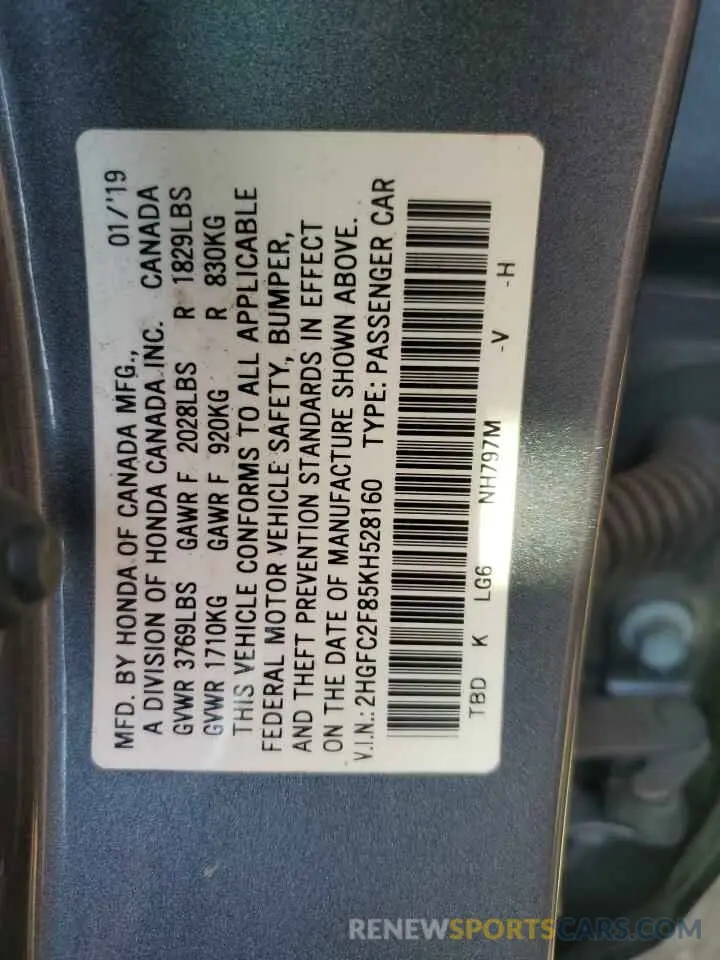 MFD. BY HONDA OF CANADA MFG., 01/'19
A DIVISION OF HONDA CANADA INC. CANADA
GVWR 3769LBS GAWR F 2028LBS R 1829LBS
GVWR 1710KG GAWR F 920KG R 830KG
THIS VEHICLE CONFORMS TO ALL APPLICABLE
FEDERAL MOTOR VEHICLE SAFETY, BUMPER,
AND THEFT PREVENTION STANDARDS IN EFFECT
ON THE DATE OF MANUFACTURE SHOWN ABOVE.
V.I.N.: 2HGFC2F85KH528160 TYPE: PASSENGER CAR
TBD K LG6 NH797M -V -H
RENEWSPORTSCARS.COM